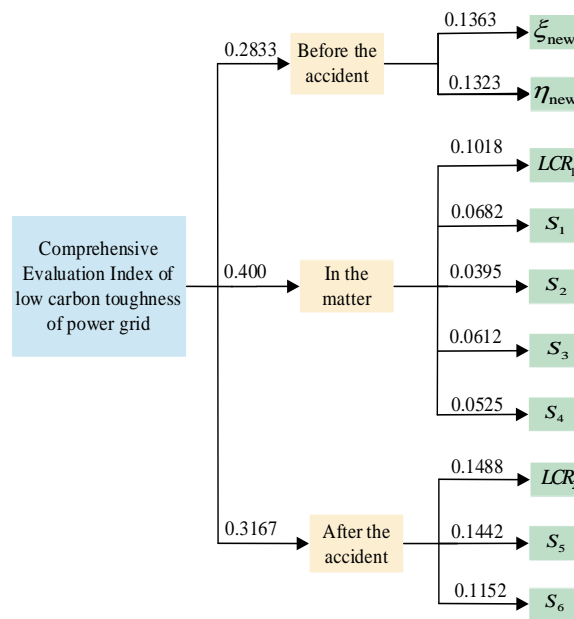 0.1363
ξnew
0.2833
Before the
accident
0.1323
ηnew
0.1018
LCR
0.0682
S1
Comprehensive
Evaluation Index of
low carbon toughness
of power grid
0.400
In the
matter
0.0395
S2
0.0612
S3
0.0525
S4
0.1488
LCR
0.3167
After the
accident
0.1442
S5
0.1152
S6